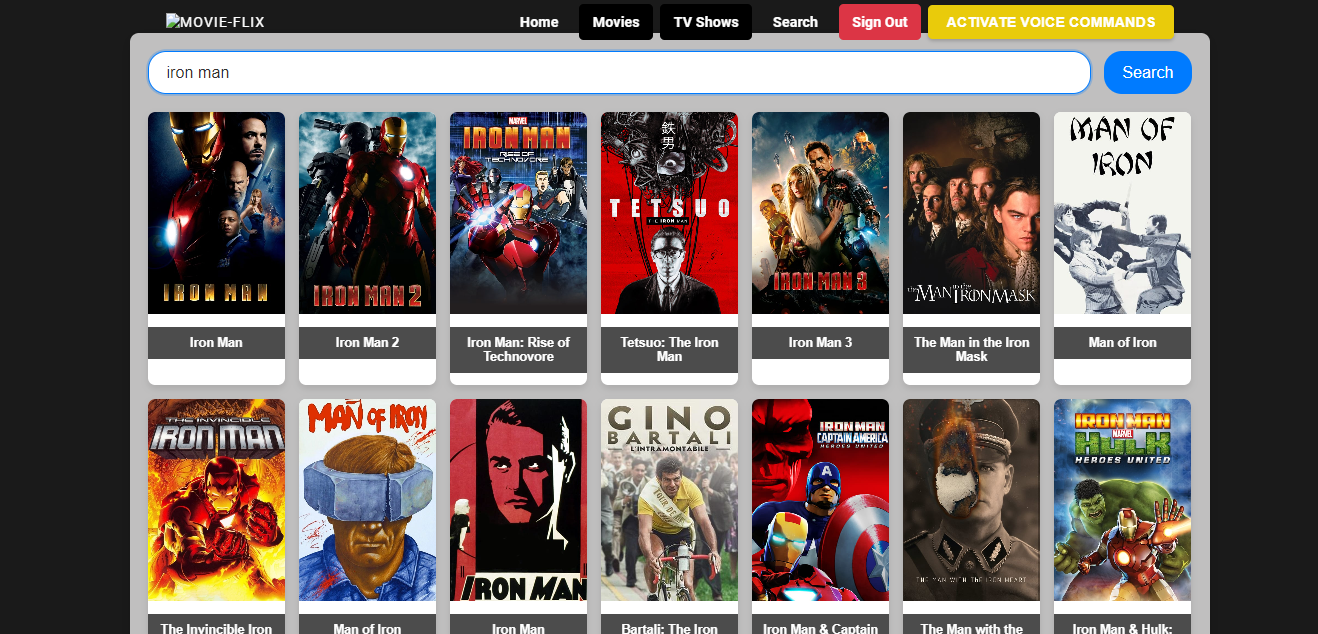 MOVIE-FLIX
Home
Movies
TV Shows
Search
Sign Out
ACTIVATE VOICE COMMANDS
iron man
Search
IRON MAN
IRON MAN 2
MARVEL
IRON MAN
RISE OF
TECHNOVORE
鉄
男
TETSUO
THE IRON MAN
IRON MAN 3
the MAN in the IRON MASK
MAN OF
IRON
Iron Man
Iron Man 2
Iron Man: Rise of
Technovore
Tetsuo: The Iron
Man
Iron Man 3
The Man in the Iron
Mask
Man of Iron
THE INVINCIBLE
IRON MAN
MAN OF IRON
IRON MAN
GINO
BARTALI
L'INTRAMONTABILE
TOUR DE
IRON MAN
CAPTAIN AMERICA
HEROES UNITED
A
THE MAN WITH THE IRON HEART
IRON MAN
MARVEL
HULK
HEROES UNITED
The Invincible Iron
Man of Iron
Iron Man
Bartali: The Iron
Iron Man & Captain
The Man with the
Iron Man & Hulk: